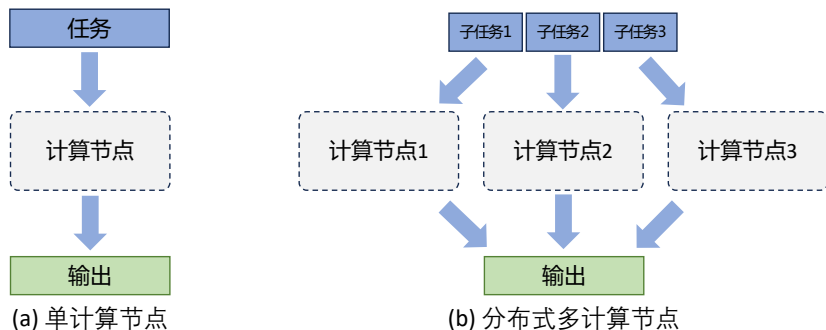 任务
计算节点
输出
(a) 单计算节点
子任务1 子任务2 子任务3
计算节点1 计算节点2 计算节点3
输出
(b) 分布式多计算节点